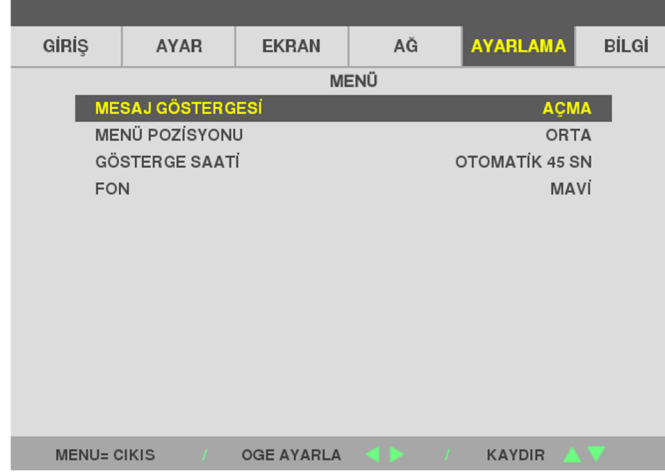 GİRİŞ AYAR EKRAN AĞ AYARLAMA BİLGİ
MENÜ
MESAJ GÖSTERGESİ AÇMA
MENÜ POZİSYONU ORTA
GÖSTERGE SAATİ OTOMATİK 45 SN
FON MAVİ
MENU= CIKIS / OGE AYARLA ◀ ▶ / KAYDIR ▲ ▼